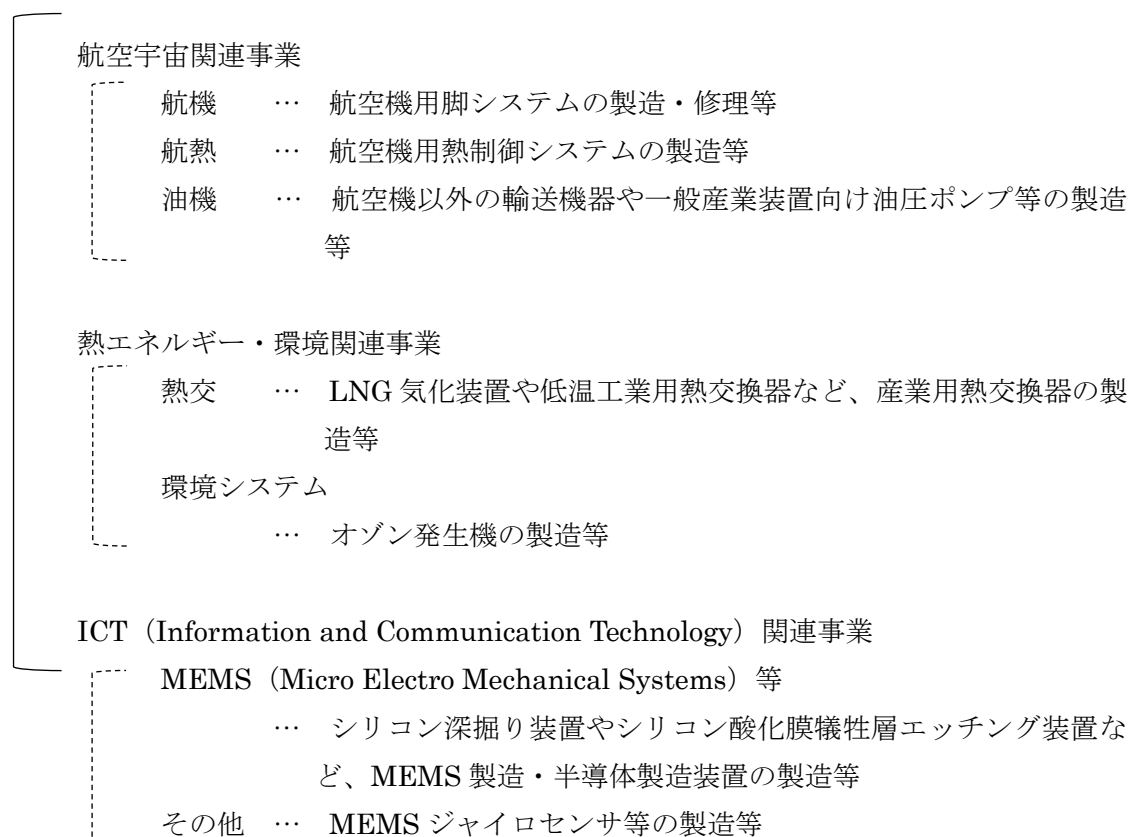 航空宇宙関連事業
航機 … 航空機用脚システムの製造・修理等
航熱 … 航空機用熱制御システムの製造等
油機 … 航空機以外の輸送機器や一般産業装置向け油圧ポンプ等の製造
等
熱エネルギー・環境関連事業
熱交 … LNG 気化装置や低温工業用熱交換器など、産業用熱交換器の製
造等
環境システム
… オゾン発生機の製造等
ICT（Information and Communication Technology）関連事業
MEMS（Micro Electro Mechanical Systems）等
… シリコン深掘り装置やシリコン酸化膜犠牲層エッチング装置な
ど、MEMS 製造・半導体製造装置の製造等
その他 … MEMS ジャイロセンサ等の製造等